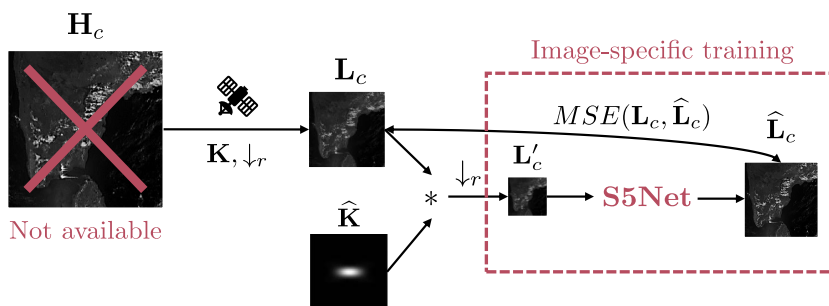 H_c
Image-specific training
L_c
MSE(L_c, L̂_c)
L̂_c
K, ↓_r
↓_r
L′_c
*
S5Net
K̂
Not available